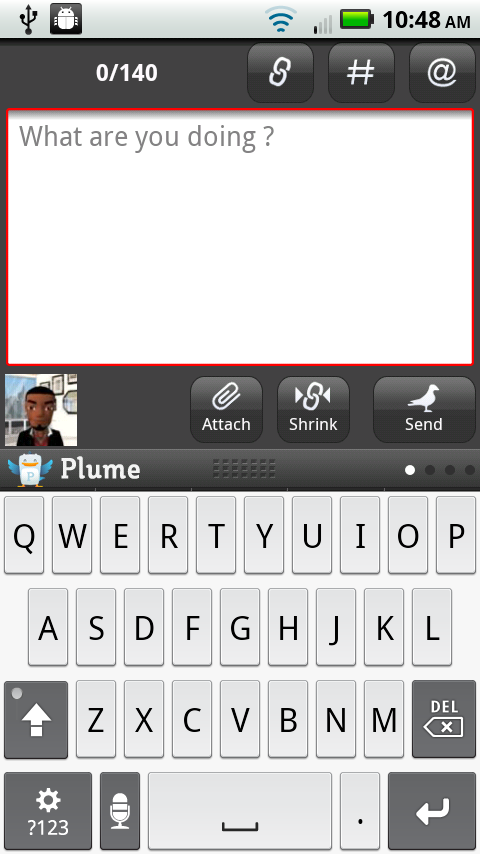 10:48 AM
0/140 # @
What are you doing ?
Attach Shrink Send
Plume
Q W E R T Y U I O P
A S D F G H J K L
Z X C V B N M DEL
?123 .